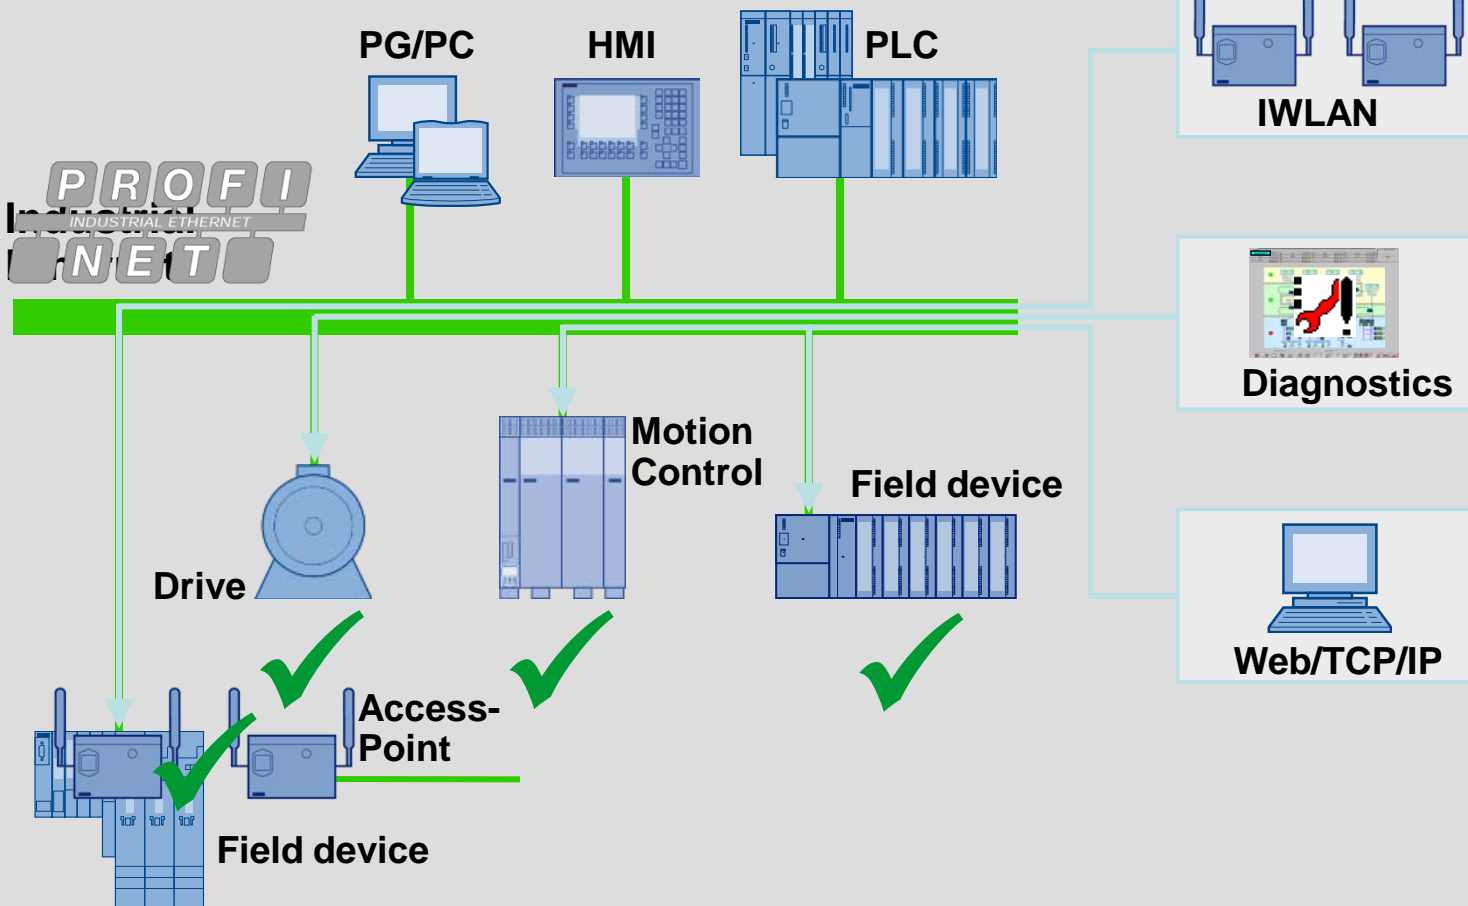 PG/PC
HMI
PLC
IWLAN
PROFI
INDUSTRIAL ETHERNET
NET
Industrial
Diagnostics
Motion
Control
Field device
Drive
Web/TCP/IP
Access-
Point
Field device